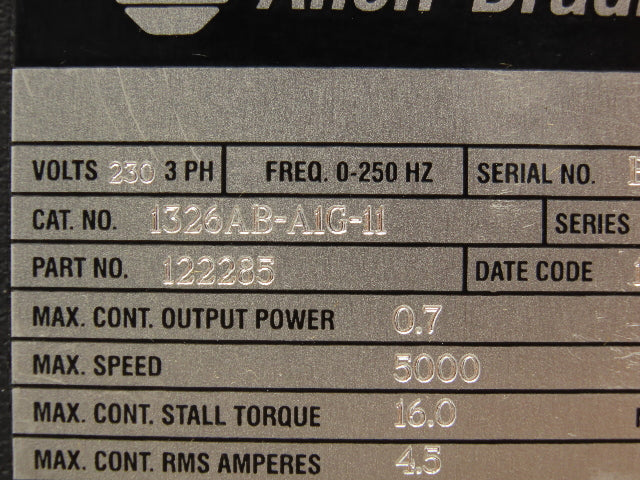 Allen-Bradl
VOLTS 230 3 PH FREQ. 0-250 HZ SERIAL NO.
CAT. NO. 1326AB-A1G-11 SERIES
PART NO. 122285 DATE CODE
MAX. CONT. OUTPUT POWER 0.7
MAX. SPEED 5000
MAX. CONT. STALL TORQUE 16.0
MAX. CONT. RMS AMPERES 4.5